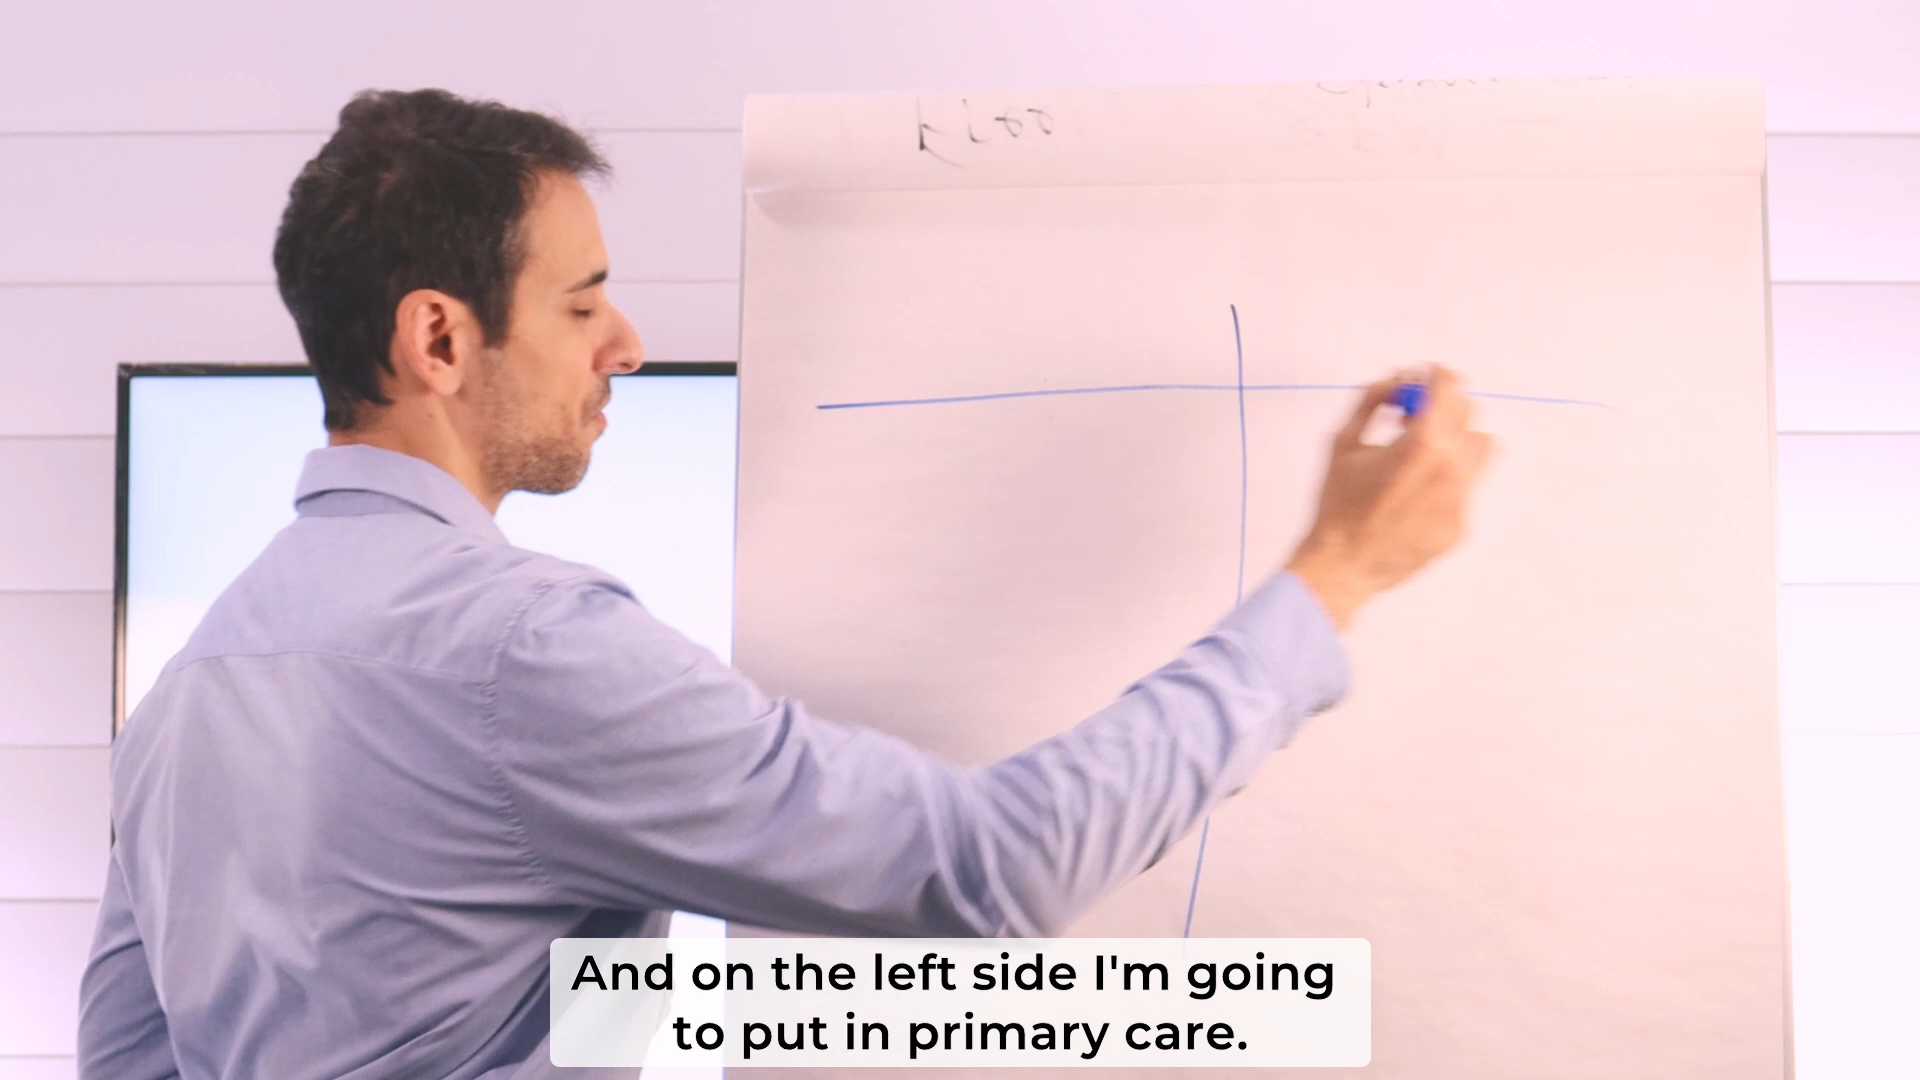 And on the left side I'm going
to put in primary care.